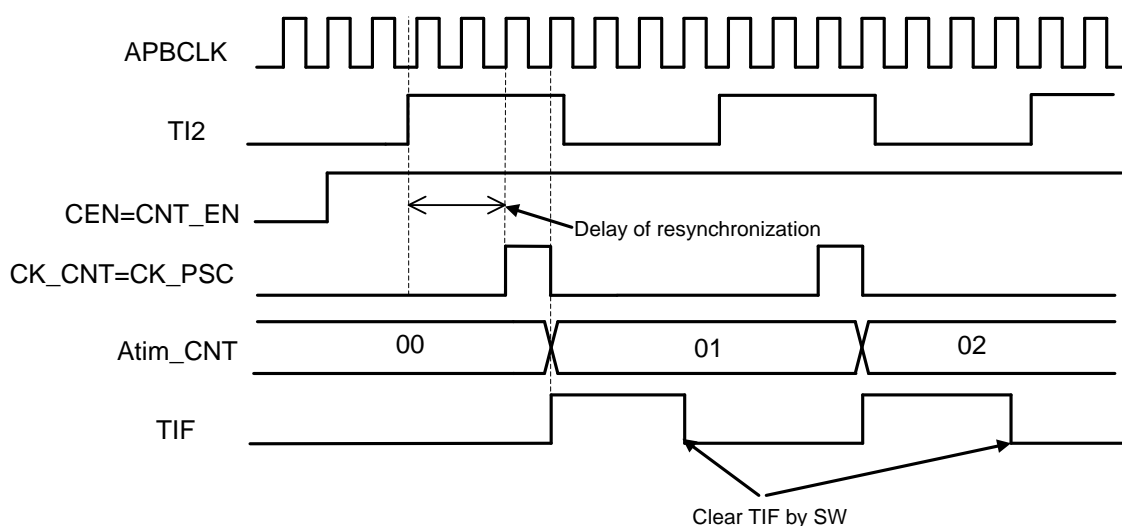 APBCLK
TI2
CEN=CNT_EN
Delay of resynchronization
CK_CNT=CK_PSC
Atim_CNT
00
01
02
TIF
Clear TIF by SW